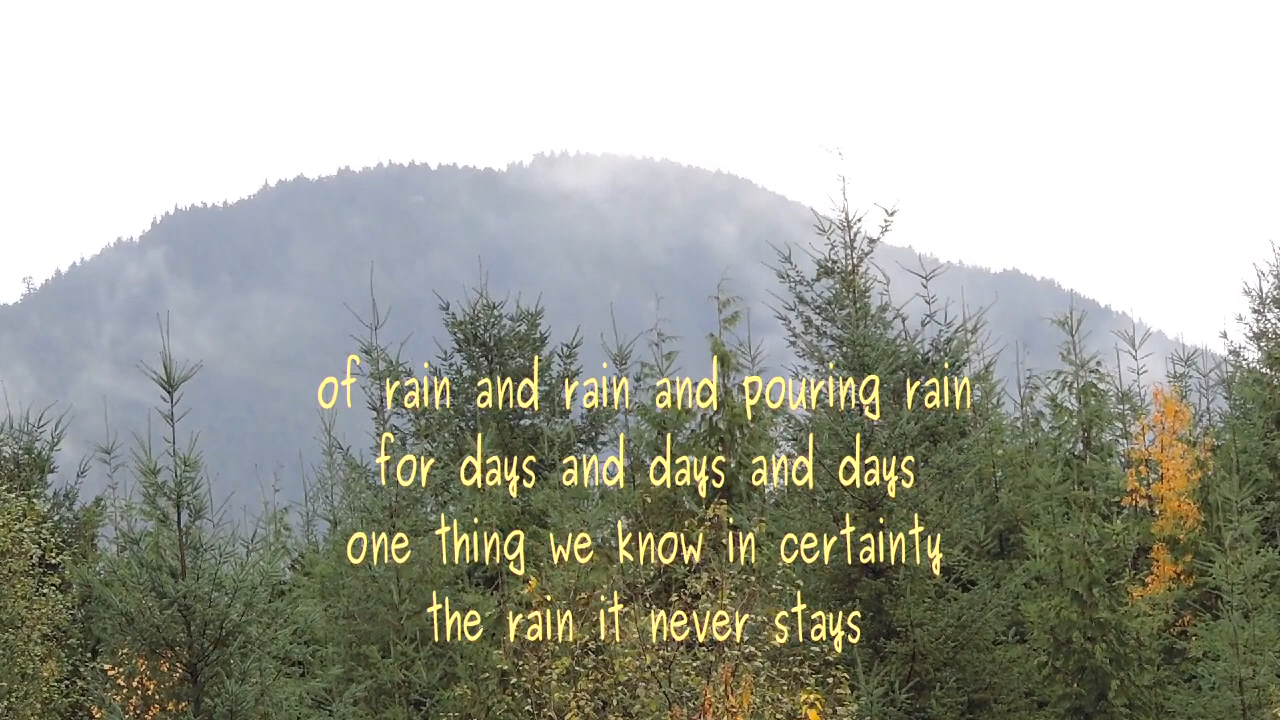 of rain and rain and pouring rain
for days and days and days
one thing we know in certainty
the rain it never stays